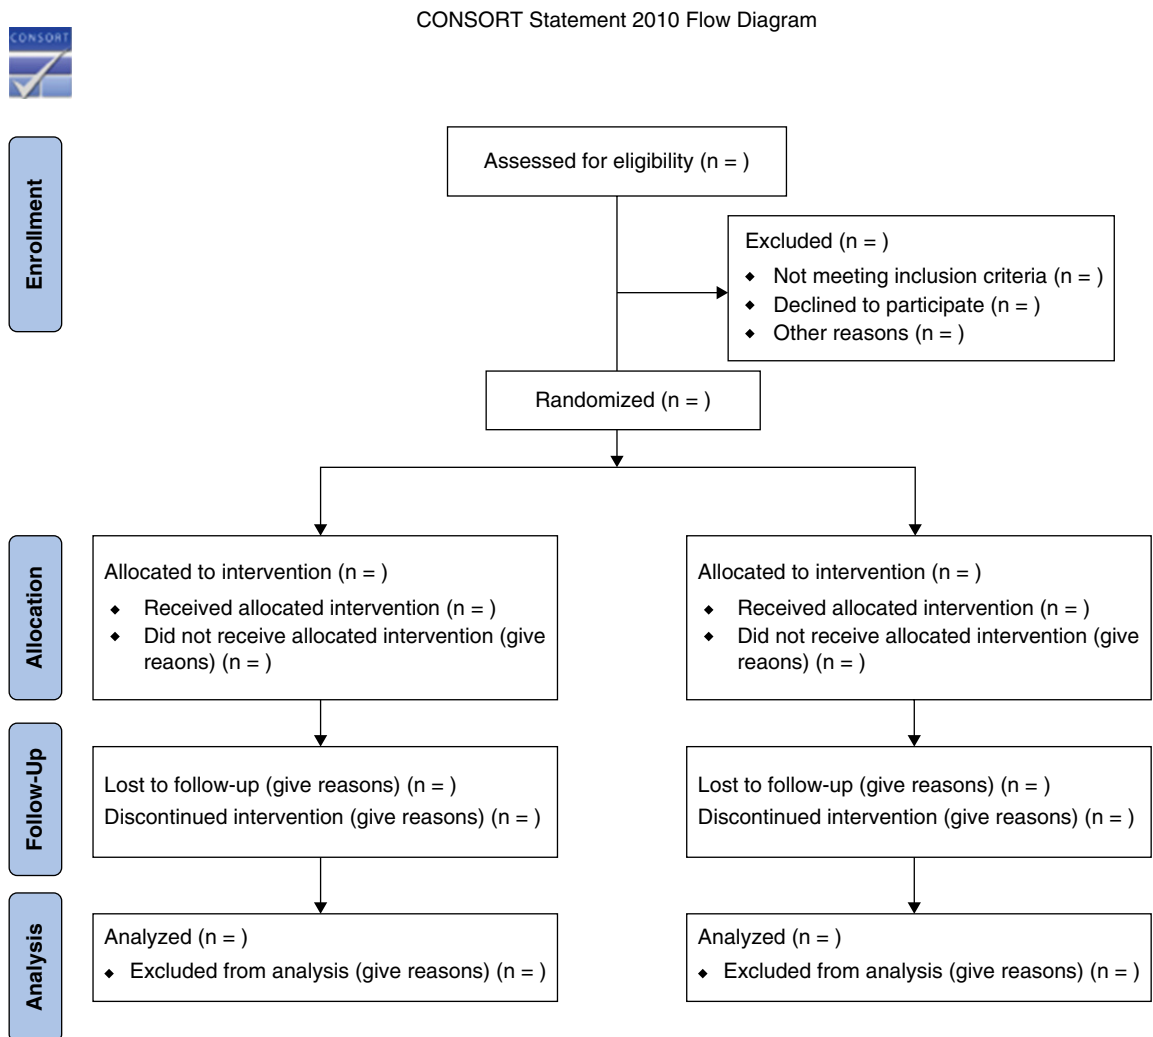 CONSORT Statement 2010 Flow Diagram
CONSORT
Enrollment
Assessed for eligibility (n = )
Excluded (n = )
◆ Not meeting inclusion criteria (n = )
◆ Declined to participate (n = )
◆ Other reasons (n = )
Randomized (n = )
Allocation
Allocated to intervention (n = )
◆ Received allocated intervention (n = )
◆ Did not receive allocated intervention (give
reaons) (n = )
Allocated to intervention (n = )
◆ Received allocated intervention (n = )
◆ Did not receive allocated intervention (give
reaons) (n = )
Follow-Up
Lost to follow-up (give reasons) (n = )
Discontinued intervention (give reasons) (n = )
Lost to follow-up (give reasons) (n = )
Discontinued intervention (give reasons) (n = )
Analysis
Analyzed (n = )
◆ Excluded from analysis (give reasons) (n = )
Analyzed (n = )
◆ Excluded from analysis (give reasons) (n = )